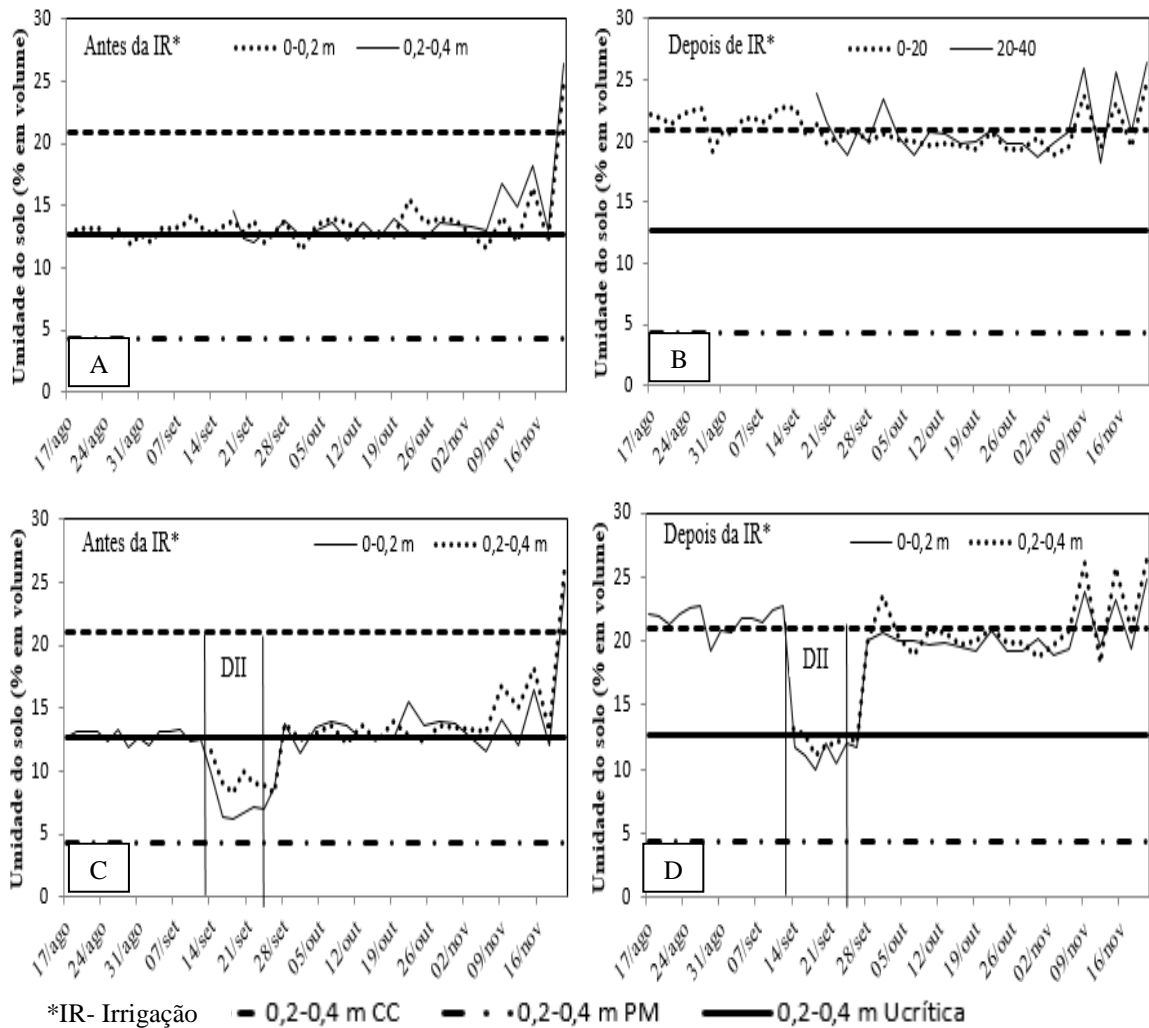 Umidade do solo (% em volume)
30
25
20
15
10
5
0
Antes da IR*
0-0,2 m
0,2-0,4 m
A
17/ago
24/ago
31/ago
07/set
14/set
21/set
28/set
05/out
12/out
19/out
26/out
02/nov
09/nov
16/nov
Umidade do solo (% em volume)
30
25
20
15
10
5
0
Depois de IR*
0-20
20-40
B
17/ago
24/ago
31/ago
07/set
14/set
21/set
28/set
05/out
12/out
19/out
26/out
02/nov
09/nov
16/nov
Umidade do solo (% em volume)
30
25
20
15
10
5
0
Antes da IR*
0-0,2 m
0,2-0,4 m
DII
C
17/ago
24/ago
31/ago
07/set
14/set
21/set
28/set
05/out
12/out
19/out
26/out
02/nov
09/nov
16/nov
Umidade do solo (% em volume)
30
25
20
15
10
5
0
Depois da IR*
0-0,2 m
0,2-0,4 m
DII
D
17/ago
24/ago
31/ago
07/set
14/set
21/set
28/set
05/out
12/out
19/out
26/out
02/nov
09/nov
16/nov
*IR- Irrigação
0,2-0,4 m CC
0,2-0,4 m PM
0,2-0,4 m Ucrítica